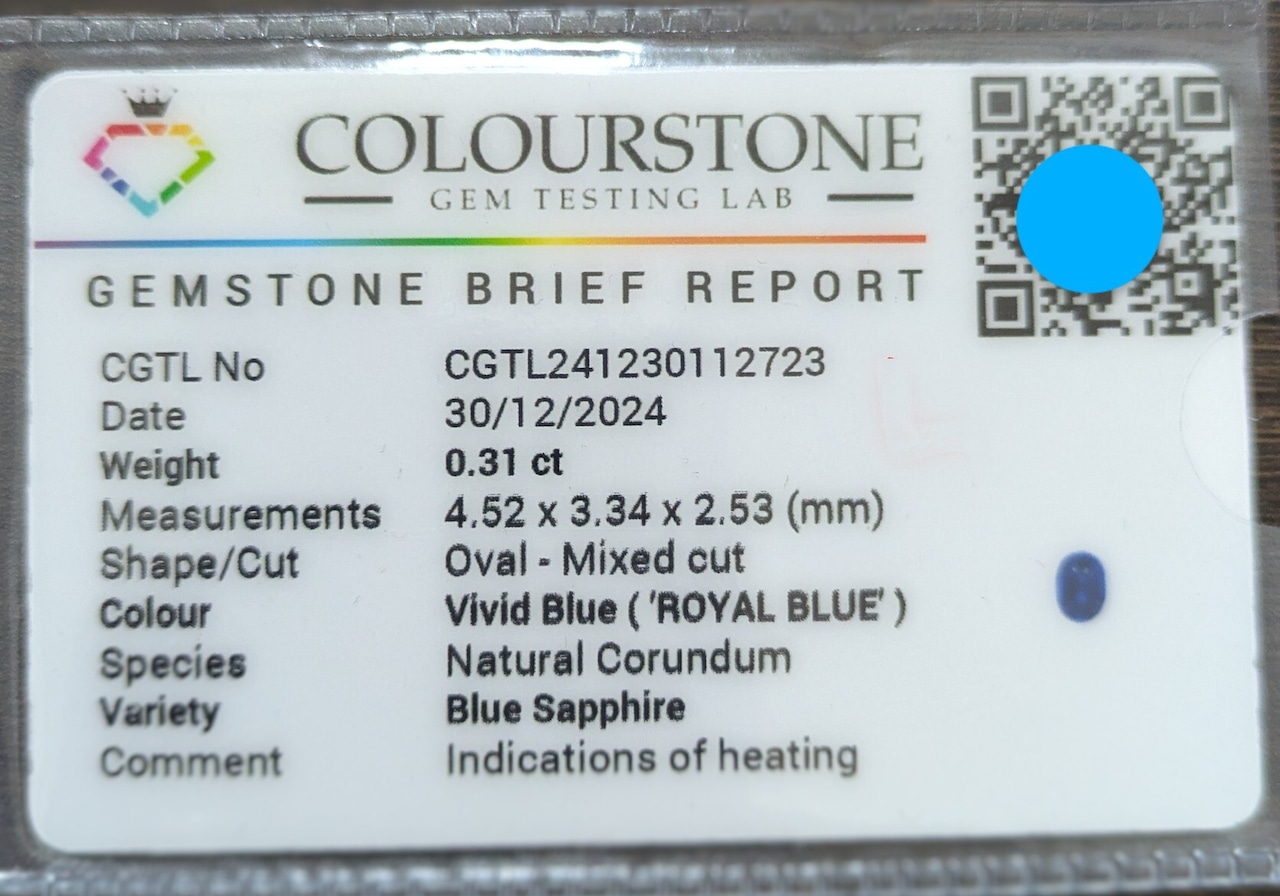 COLOURSTONE
GEM TESTING LAB
GEMSTONE BRIEF REPORT
CGTL No CGTL241230112723
Date 30/12/2024
Weight 0.31 ct
Measurements 4.52 x 3.34 x 2.53 (mm)
Shape/Cut Oval - Mixed cut
Colour Vivid Blue ( 'ROYAL BLUE' )
Species Natural Corundum
Variety Blue Sapphire
Comment Indications of heating